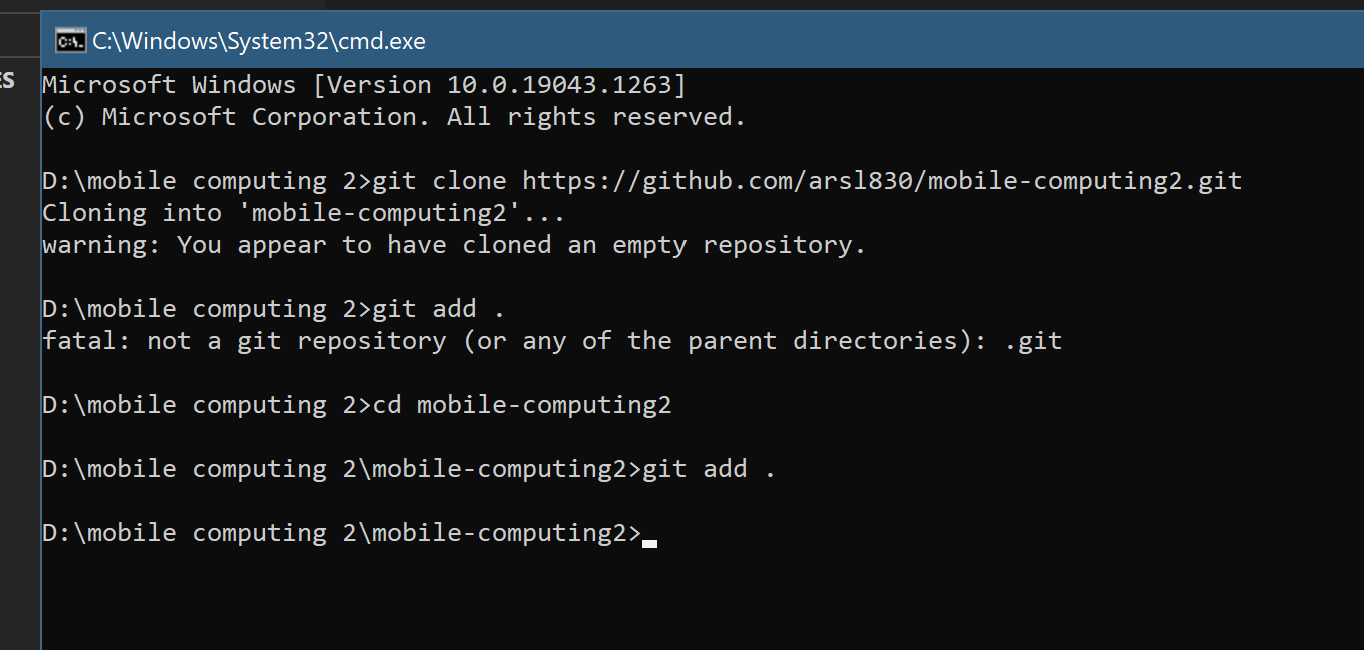 C:\Windows\System32\cmd.exe
ES
Microsoft Windows [Version 10.0.19043.1263]
(c) Microsoft Corporation. All rights reserved.
D:\mobile computing 2>git clone https://github.com/arsl830/mobile-computing2.git
Cloning into 'mobile-computing2'...
warning: You appear to have cloned an empty repository.
D:\mobile computing 2>git add .
fatal: not a git repository (or any of the parent directories): .git
D:\mobile computing 2>cd mobile-computing2
D:\mobile computing 2\mobile-computing2>git add .
D:\mobile computing 2\mobile-computing2>